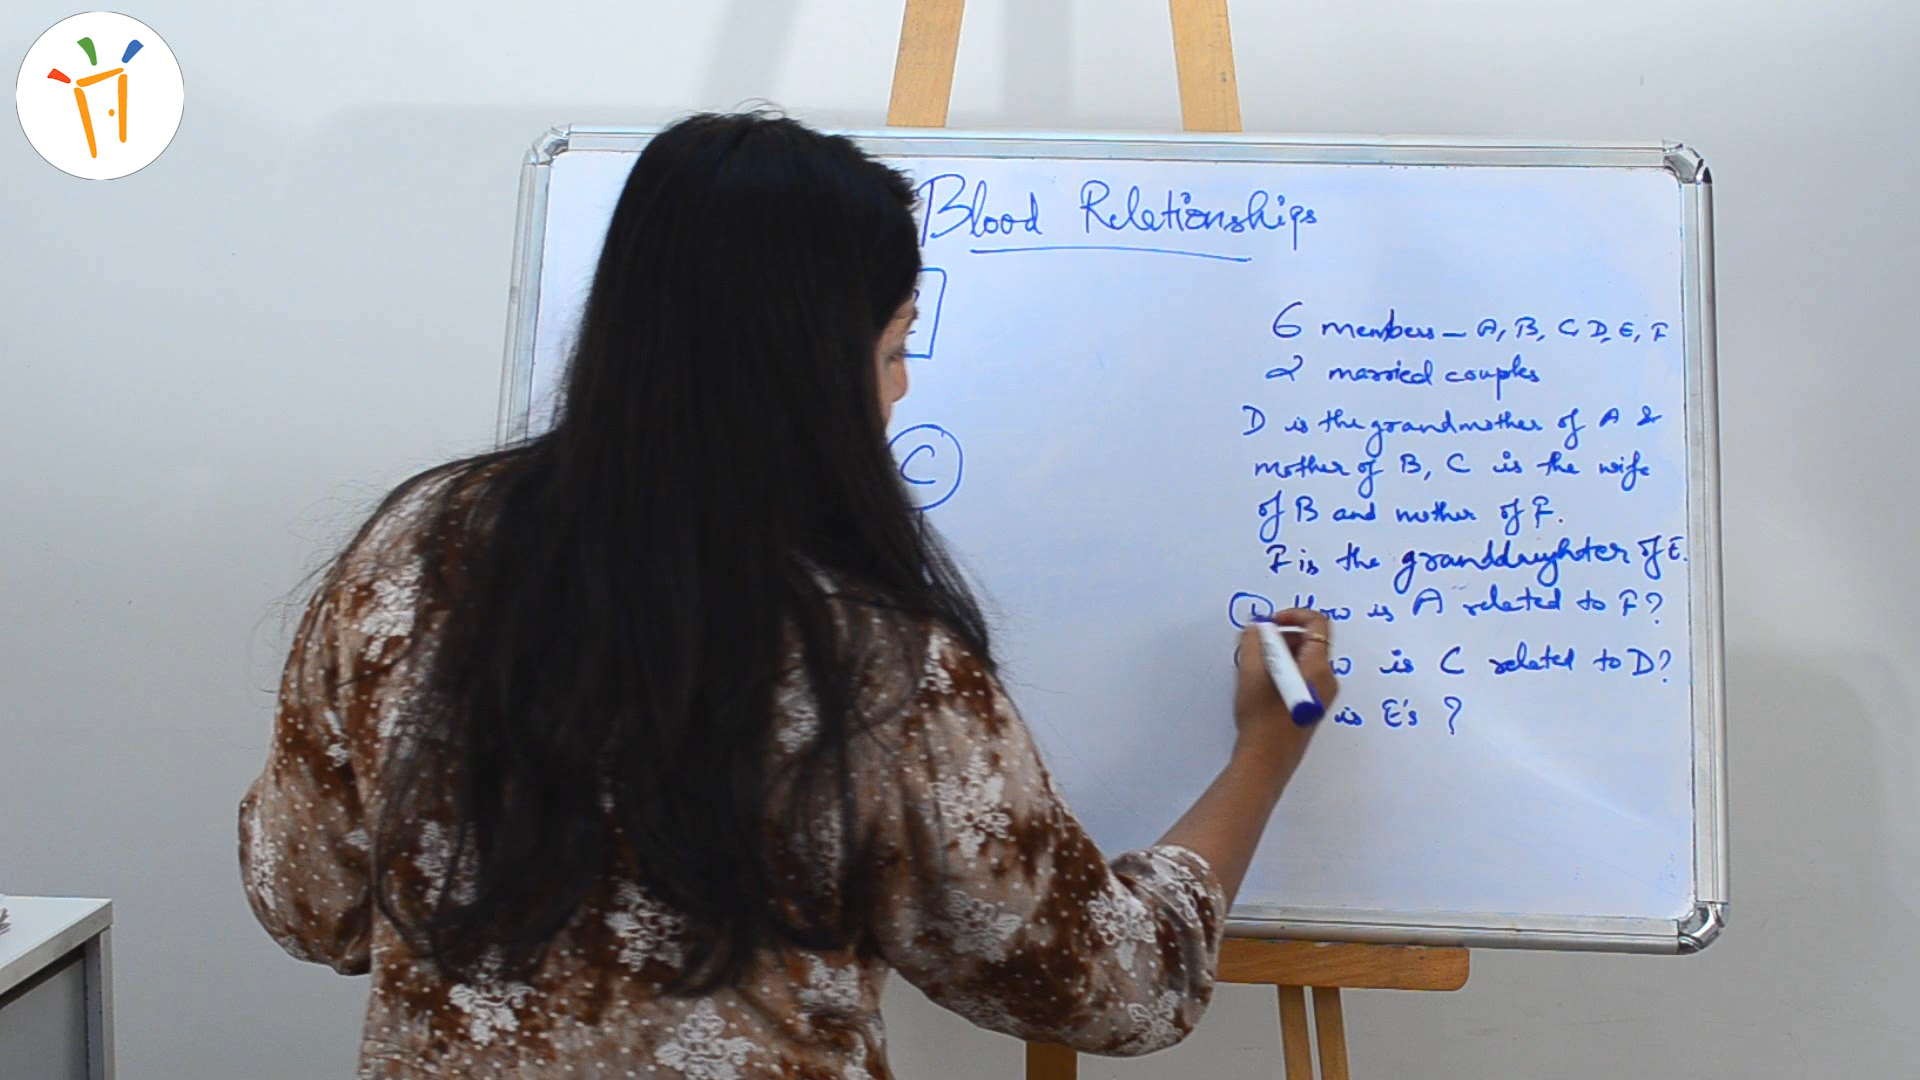 Blood Relationships
6 members - A, B, C, D, E, F
2 married couples
D is the grandmother of A &
mother of B, C is the wife
of B and mother of F.
F is the granddaughter of E.
C
How is A related to F?
is C related to D?
is E's ?